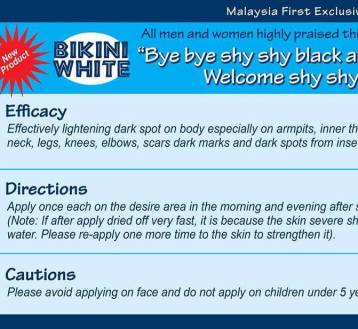 Malaysia First Exclusiv
New
Product
BIKINI
WHITE
All men and women highly praised thi
"Bye bye shy shy black a
Welcome shy shy
Efficacy
Effectively lightening dark spot on body especially on armpits, inner th
neck, legs, knees, elbows, scars dark marks and dark spots from inse
Directions
Apply once each on the desire area in the morning and evening after s
(Note: If after apply dried off very fast, it is because the skin severe sh
water. Please re-apply one more time to the skin to strengthen it).
Cautions
Please avoid applying on face and do not apply on children under 5 ye